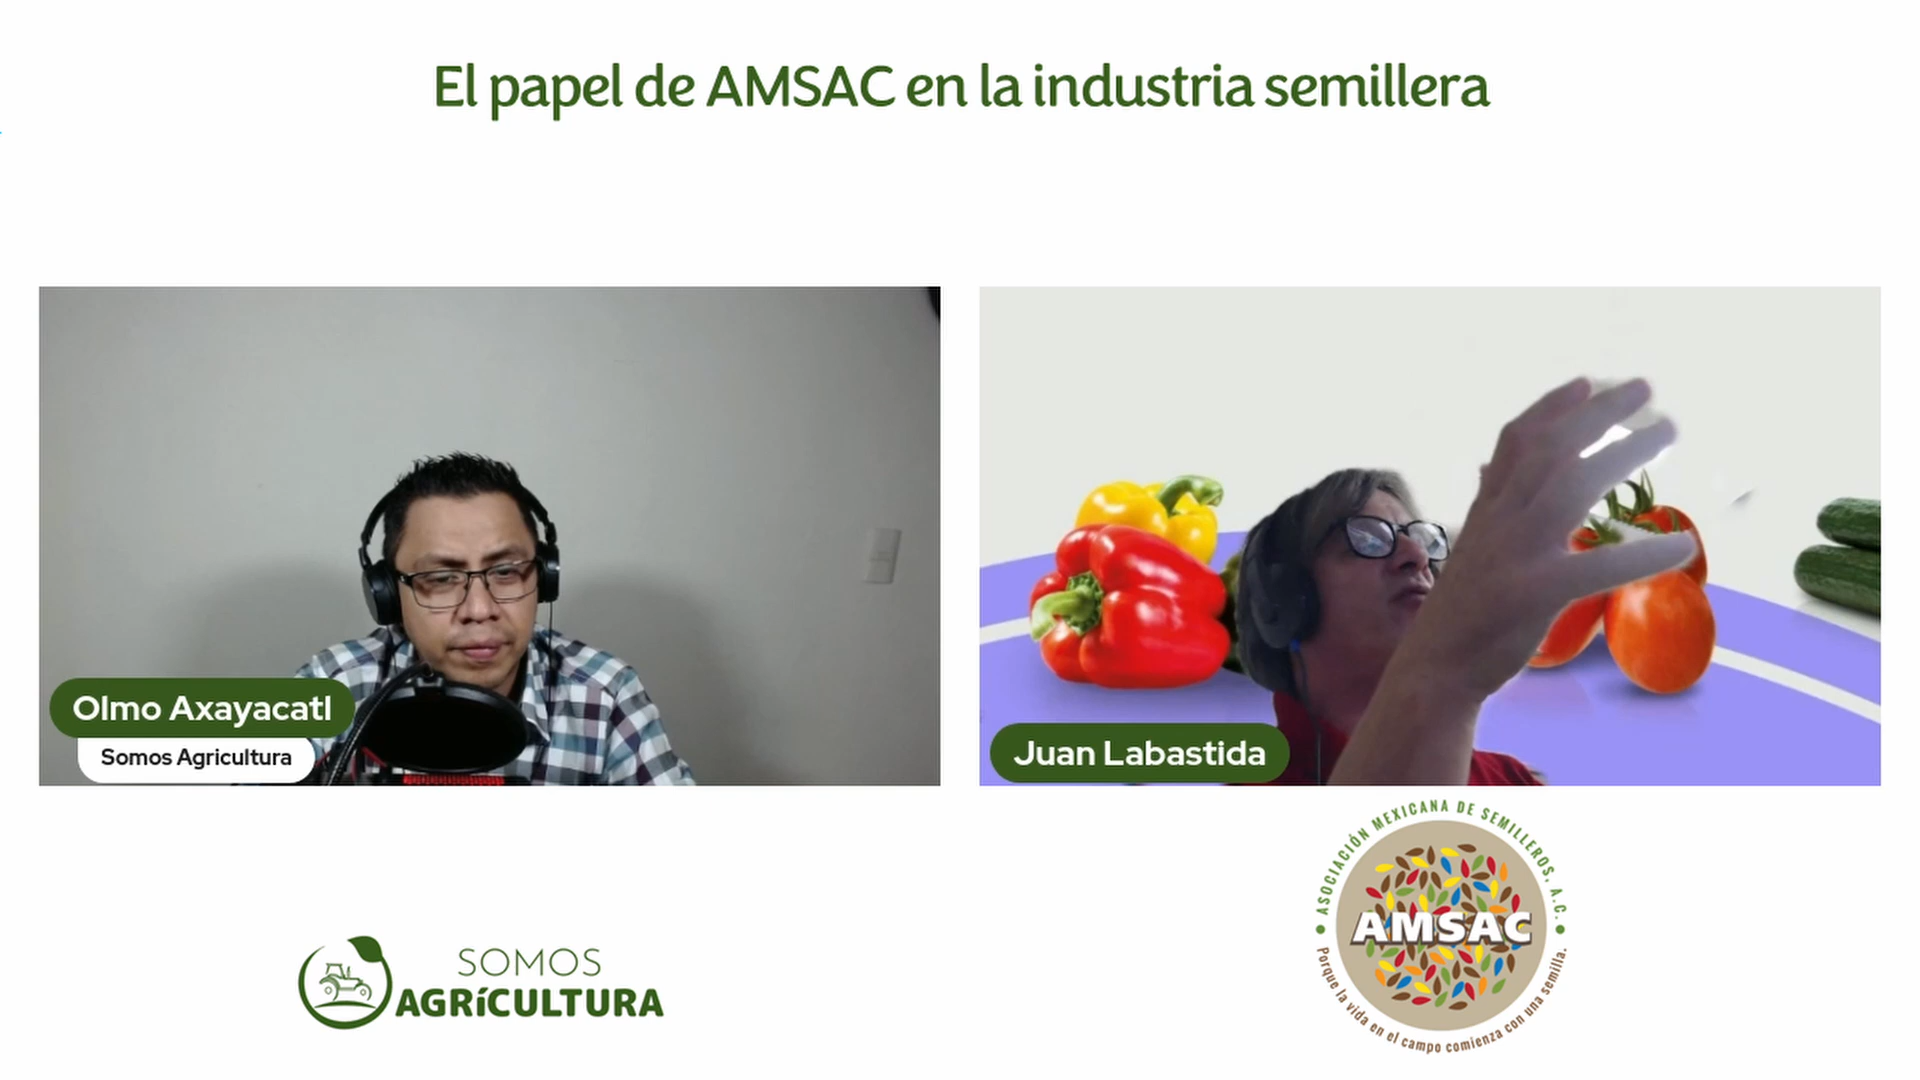 El papel de AMSAC en la industria semillera
Olmo Axayacatl
Somos Agricultura
Juan Labastida
SOMOS
AGRíCULTURA
ASOCIACIÓN MEXICANA DE SEMILLEROS, A.C.
AMSAC
Porque la vida en el campo comienza con una semilla.